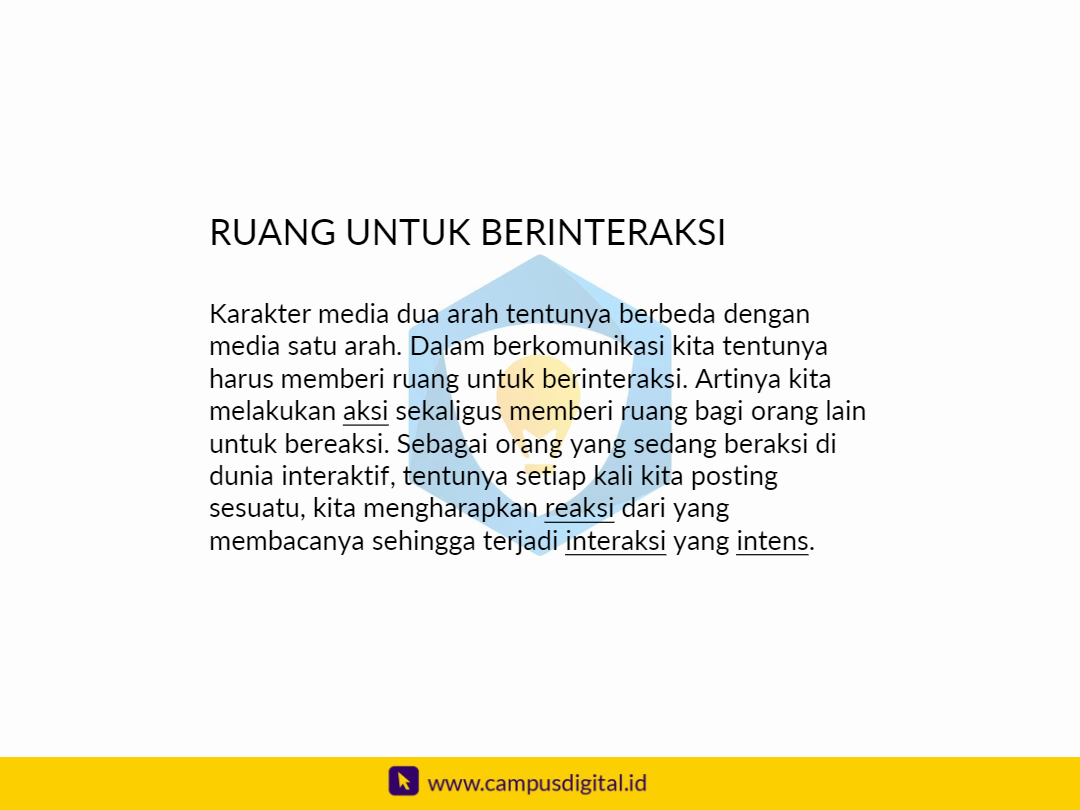 RUANG UNTUK BERINTERAKSI
Karakter media dua arah tentunya berbeda dengan
media satu arah. Dalam berkomunikasi kita tentunya
harus memberi ruang untuk berinteraksi. Artinya kita
melakukan aksi sekaligus memberi ruang bagi orang lain
untuk bereaksi. Sebagai orang yang sedang beraksi di
dunia interaktif, tentunya setiap kali kita posting
sesuatu, kita mengharapkan reaksi dari yang
membacanya sehingga terjadi interaksi yang intens.
www.campusdigital.id